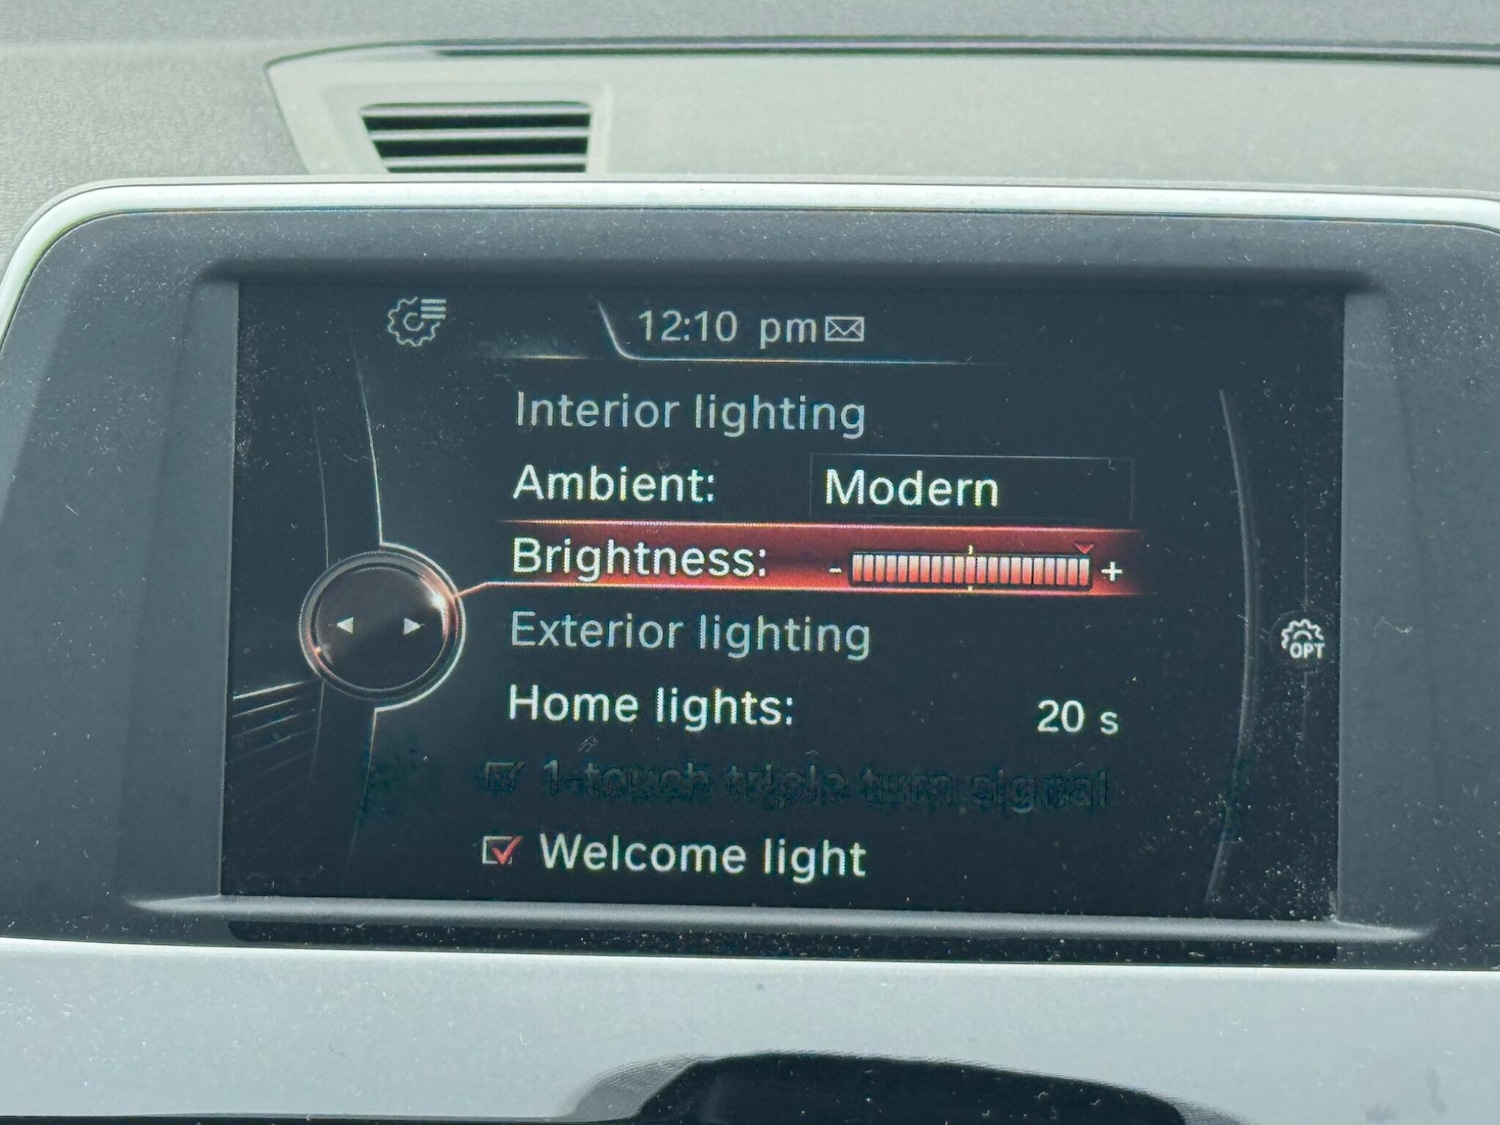 12:10 pm
Interior lighting
Ambient: Modern
Brightness: - +
Exterior lighting
Home lights: 20 s
1-touch triple turn signal
Welcome light
OPT